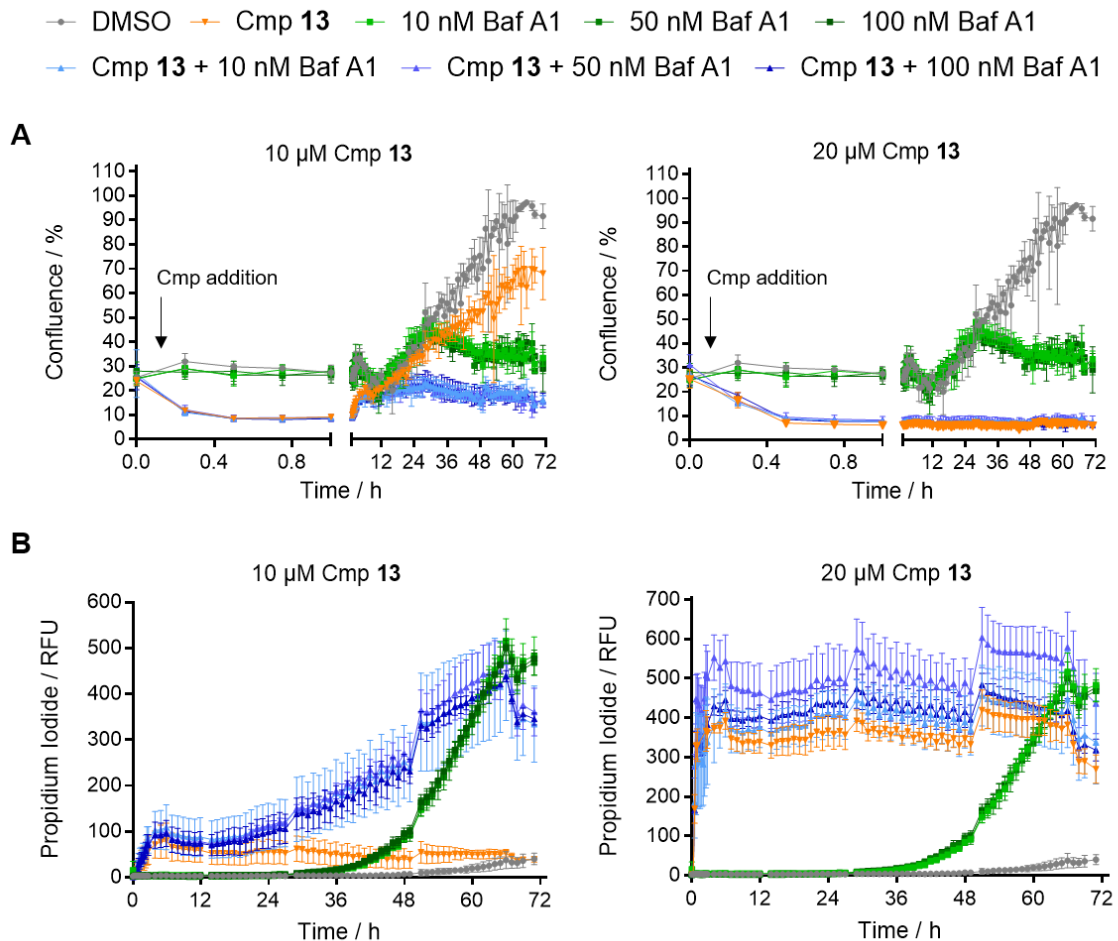 DMSO Cmp 13 10 nM Baf A1 50 nM Baf A1 100 nM Baf A1
Cmp 13 + 10 nM Baf A1 Cmp 13 + 50 nM Baf A1 Cmp 13 + 100 nM Baf A1
A
10 µM Cmp 13
Confluence / %
110
100
90
80
70
60
50
40
30
20
10
0
Cmp addition
0.0 0.4 0.8 12 24 36 48 60 72
Time / h
20 µM Cmp 13
Confluence / %
110
100
90
80
70
60
50
40
30
20
10
0
Cmp addition
0.0 0.4 0.8 12 24 36 48 60 72
Time / h
B
10 µM Cmp 13
Propidium Iodide / RFU
600
500
400
300
200
100
0
0 12 24 36 48 60 72
Time / h
20 µM Cmp 13
Propidium Iodide / RFU
700
600
500
400
300
200
100
0
0 12 24 36 48 60 72
Time / h